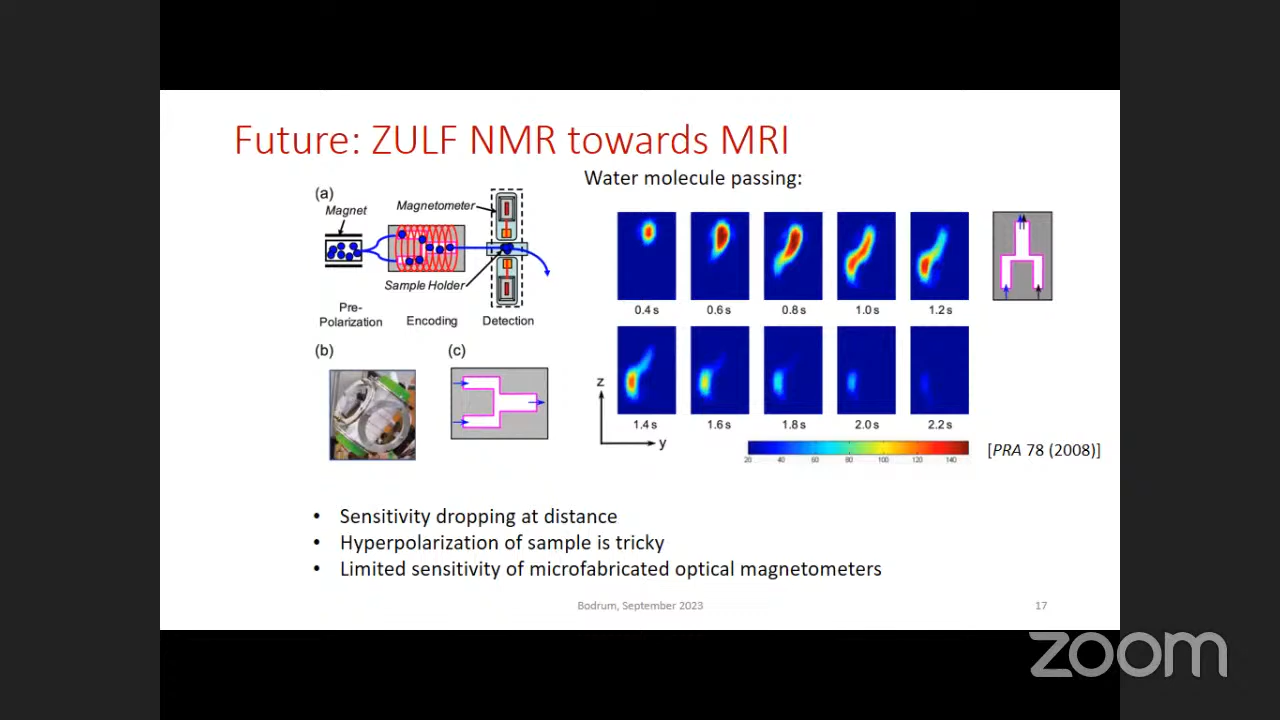 Future: ZULF NMR towards MRI
Water molecule passing:
(a)
Magnet
Magnetometer
Sample Holder
Pre-
Polarization
Encoding
Detection
(b)
(c)
0.4 s
0.6 s
0.8 s
1.0 s
1.2 s
1.4 s
1.6 s
1.8 s
2.0 s
2.2 s
z
y
20 40 60 80 100 120 140
[PRA 78 (2008)]
• Sensitivity dropping at distance
• Hyperpolarization of sample is tricky
• Limited sensitivity of microfabricated optical magnetometers
Bodrum, September 2023
17
zoom